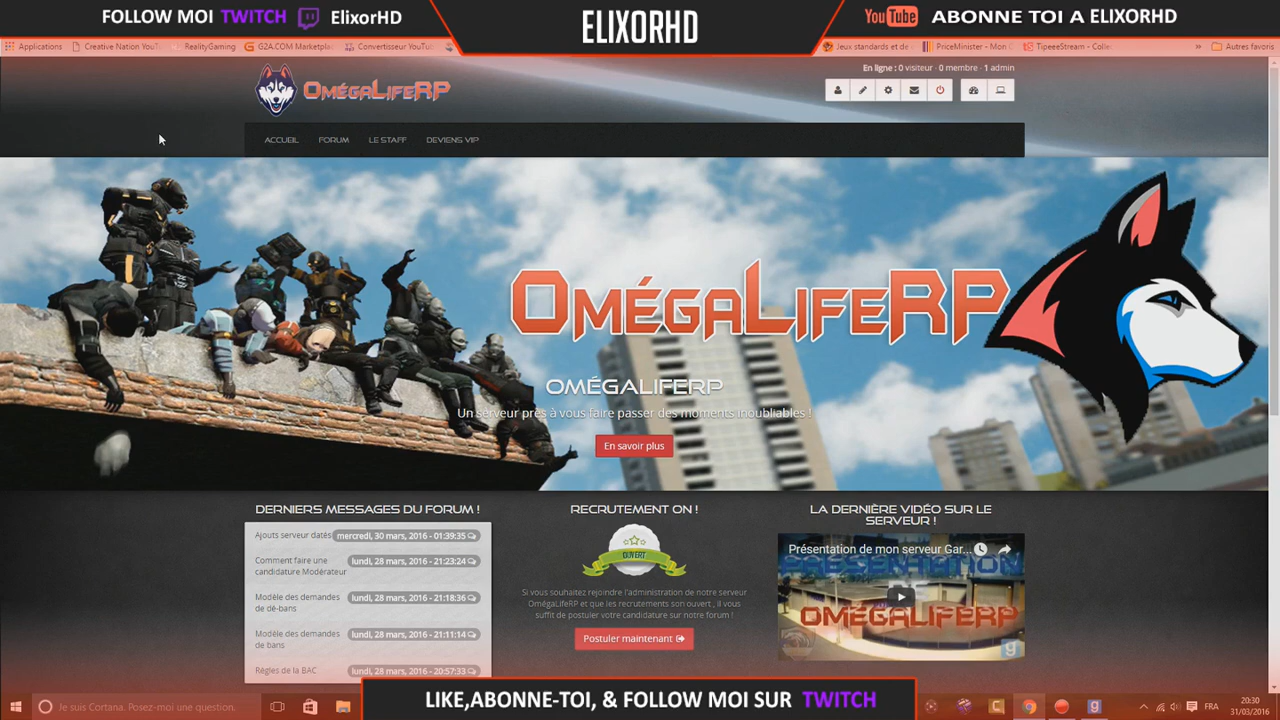 FOLLOW MOI TWITCH ElixorHD
ELIXORHD
YouTube ABONNE TOI A ELIXORHD
Applications
Creative Nation YouT
RealityGaming
G2A.COM Marketpla
Convertisseur YouTub
Jeux standards et de
PriceMinister - Mon C
TipeeeStream - Collec
»
Autres favoris
En ligne : 0 visiteur · 0 membre · 1 admin
OmégaLifeRP
ACCUEIL
FORUM
LE STAFF
DEVIENS VIP
OmégaLifeRP
OMÉGALIFERP
Un serveur près à vous faire passer des moments inoubliables !
En savoir plus
DERNIERS MESSAGES DU FORUM !
Ajouts serveur datés mercredi, 30 mars, 2016 - 01:39:35
Comment faire une lundi, 28 mars, 2016 - 21:23:24
candidature Modérateur
Modèle des demandes lundi, 28 mars, 2016 - 21:18:36
de dé-bans
Modèle des demandes lundi, 28 mars, 2016 - 21:11:14
de bans
Régles de la BAC lundi, 28 mars, 2016 - 20:57:33
RECRUTEMENT ON !
OUVERT
Si vous souhaitez rejoindre l'administration de notre serveur
OmégaLifeRP et que les recrutements son ouvert , il vous
suffit de postuler votre candidature sur notre forum !
Postuler maintenant
LA DERNIÈRE VIDÉO SUR LE
SERVEUR !
Présentation de mon serveur Gar...
PRESENTATION
OMEGALIFERP
Je suis Cortana. Posez-moi une question.
LIKE,ABONNE-TOI, & FOLLOW MOI SUR TWITCH
FRA
20:30
31/03/2016